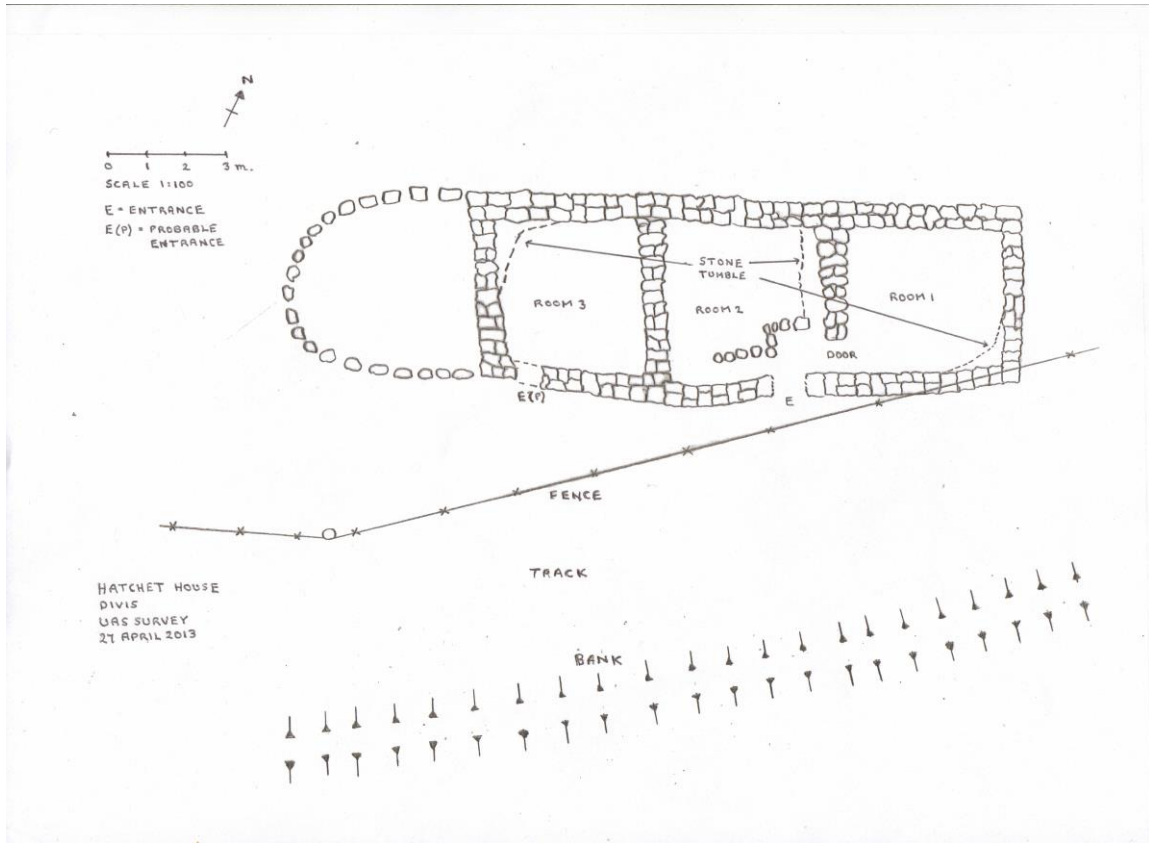 N
0 1 2 3 m.
SCALE 1:100
E = ENTRANCE
E(P) = PROBABLE
ENTRANCE
STONE
TUMBLE
ROOM 3
ROOM 2
ROOM 1
DOOR
E(P)
E
FENCE
TRACK
HATCHET HOUSE
DIVIS
UAS SURVEY
27 APRIL 2013
BANK